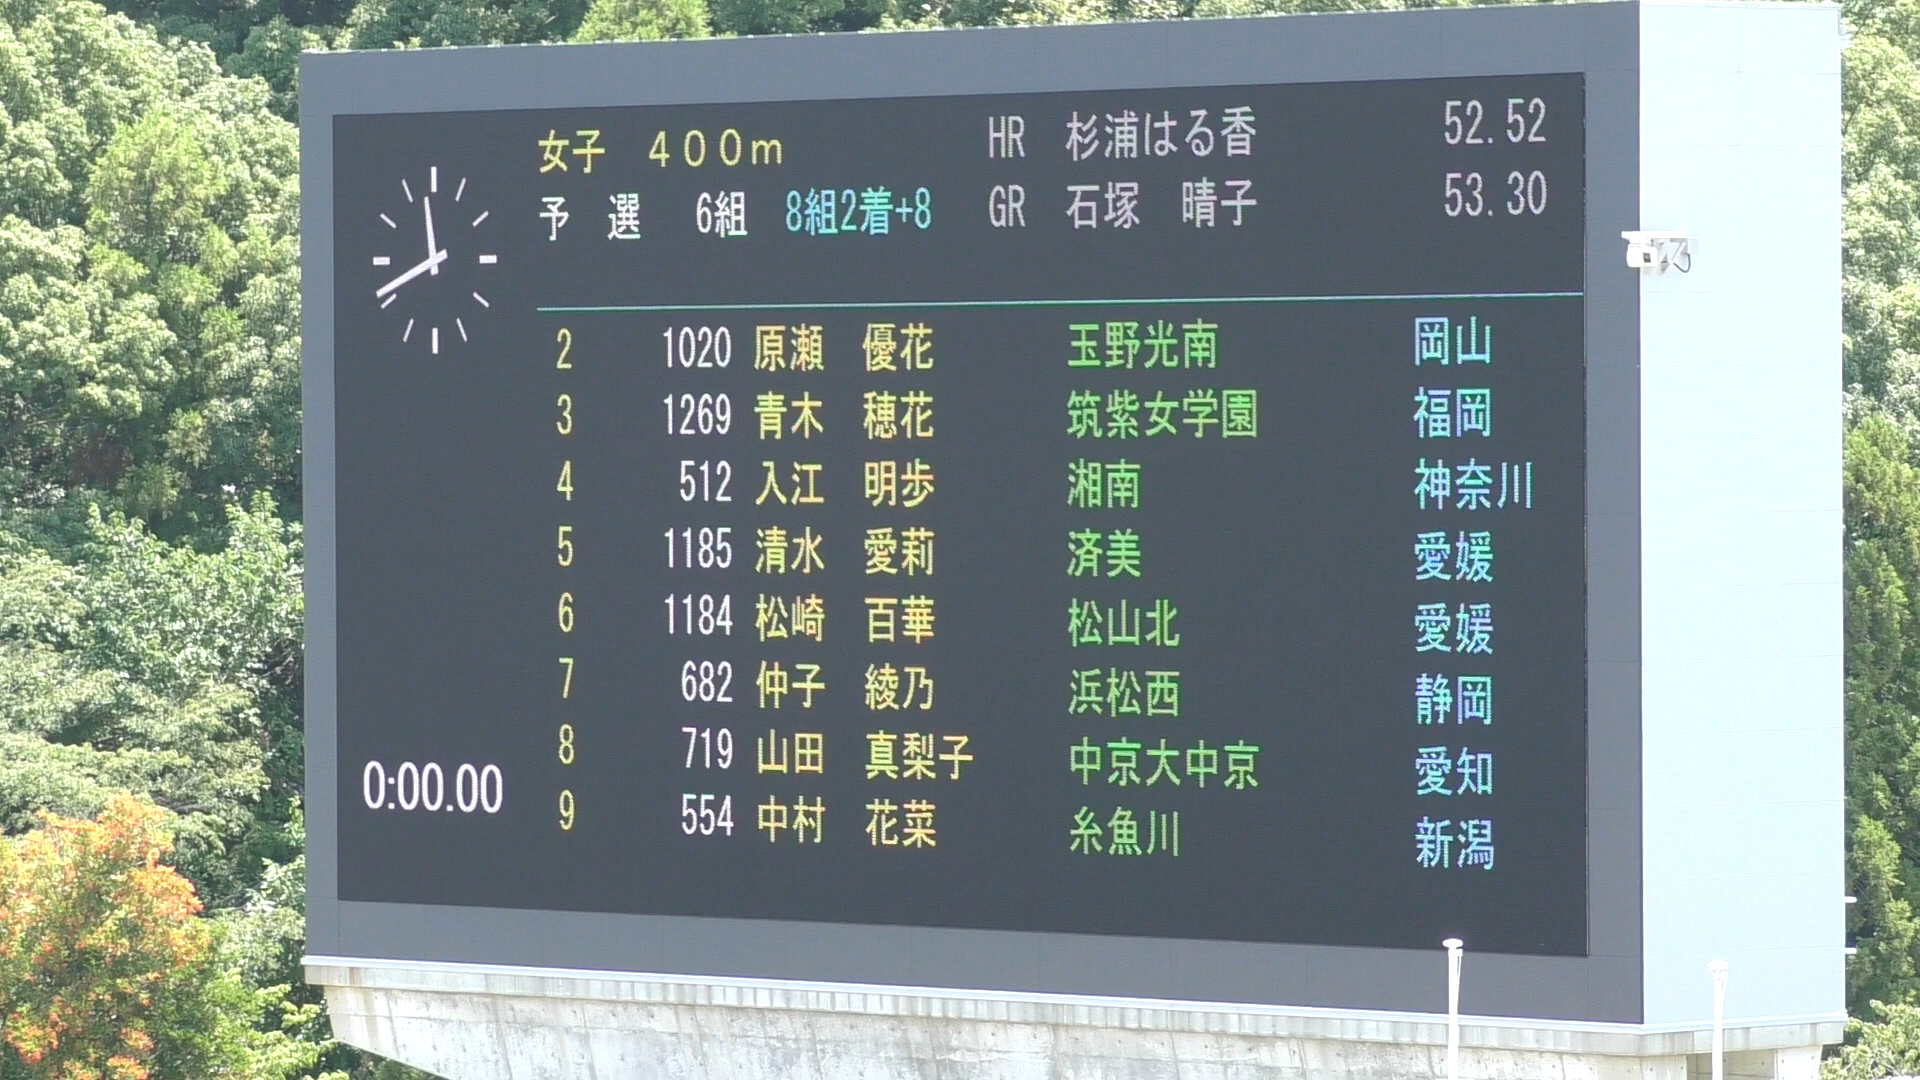 女子　400m　HR　杉浦はる香　52.52
予　選　6組　8組2着+8　GR　石塚　晴子　53.30
2　1020　原瀬　優花　玉野光南　岡山
3　1269　青木　穂花　筑紫女学園　福岡
4　512　入江　明歩　湘南　神奈川
5　1185　清水　愛莉　済美　愛媛
6　1184　松崎　百華　松山北　愛媛
7　682　仲子　綾乃　浜松西　静岡
8　719　山田　真梨子　中京大中京　愛知
9　554　中村　花菜　糸魚川　新潟
0:00.00